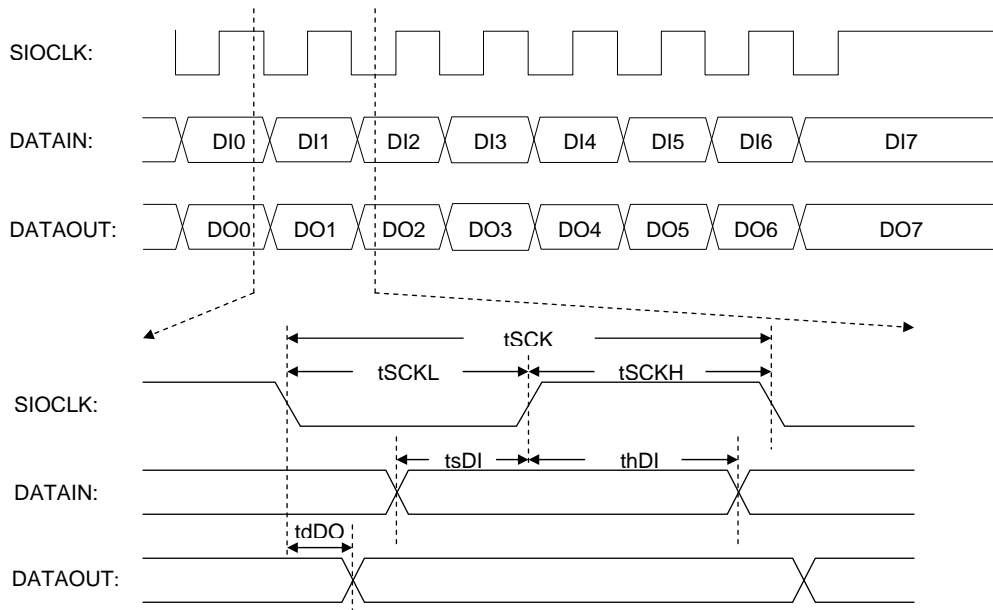 SIOCLK:
DATAIN: DI0 DI1 DI2 DI3 DI4 DI5 DI6 DI7
DATAOUT: DO0 DO1 DO2 DO3 DO4 DO5 DO6 DO7
tSCK
tSCKL tSCKH
SIOCLK:
tsDI thDI
DATAIN:
tdDO
DATAOUT: